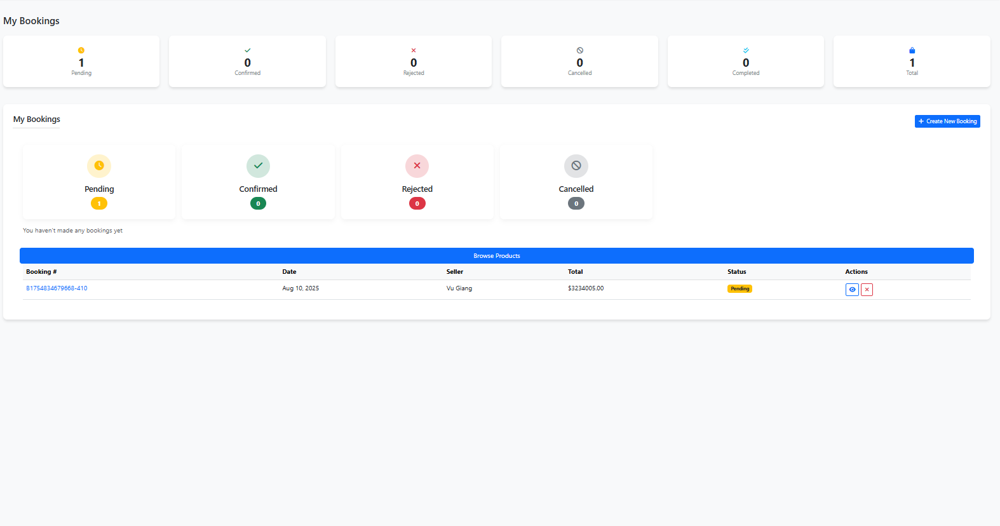 My Bookings
1
Pending
0
Confirmed
0
Rejected
0
Cancelled
0
Completed
1
Total
My Bookings
Create New Booking
Pending
1
Confirmed
0
Rejected
0
Cancelled
0
You haven't made any bookings yet
Browse Products
Booking # Date Seller Total Status Actions
B1754834679668-410 Aug 10, 2025 Vu Giang $3234005.00 Pending